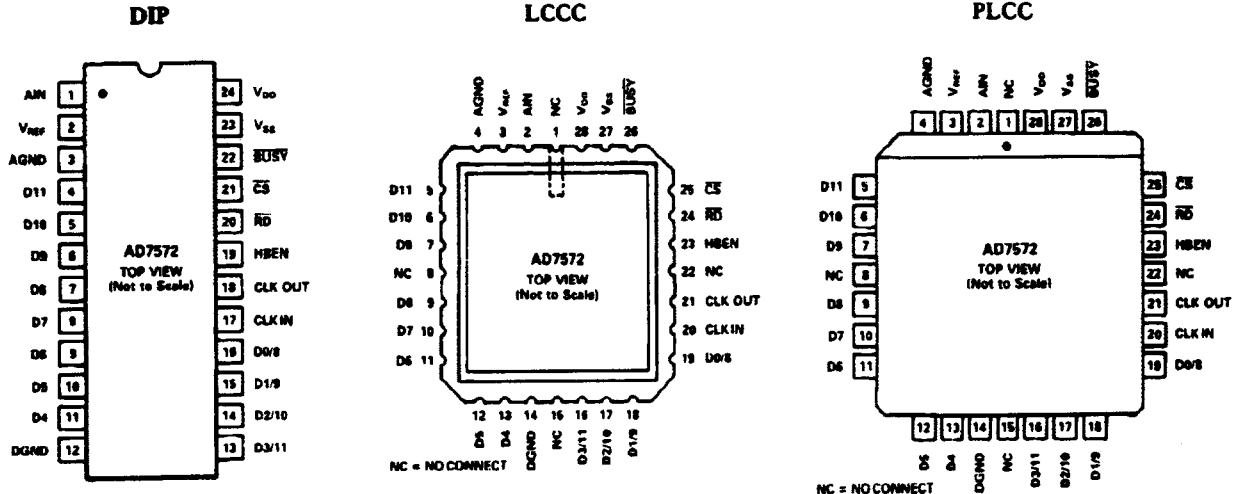 DIP
AIN 1
VREF 2
AGND 3
D11 4
D10 5
D9 6
D8 7
D7 8
D6 9
D5 10
D4 11
DGND 12
24 VDD
23 VSS
22 BUSY
21 CS
20 RD
19 HBEN
18 CLK OUT
17 CLK IN
16 D0/8
15 D1/9
14 D2/10
13 D3/11
AD7572
TOP VIEW
(Not to Scale)
LCCC
AGND VREF AIN NC VDD VSS BUSY
4 3 2 1 28 27 26
D11 5
D10 6
D9 7
NC 8
D8 9
D7 10
D6 11
25 CS
24 RD
23 HBEN
22 NC
21 CLK OUT
20 CLK IN
19 D0/8
AD7572
TOP VIEW
(Not to Scale)
12 13 14 15 16 17 18
D5 D4 DGND NC D3/11 D2/10 D1/9
NC = NO CONNECT
PLCC
AGND VREF AIN NC VDD VSS BUSY
4 3 2 1 28 27 26
D11 5
D10 6
D9 7
NC 8
D8 9
D7 10
D6 11
25 CS
24 RD
23 HBEN
22 NC
21 CLK OUT
20 CLK IN
19 D0/8
AD7572
TOP VIEW
(Not to Scale)
12 13 14 15 16 17 18
D5 D4 DGND NC D3/11 D2/10 D1/9
NC = NO CONNECT